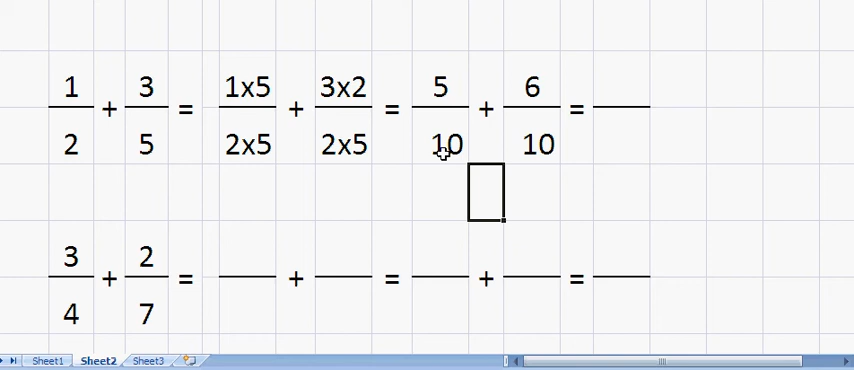 1 3 1x5 3x2 5 6
+ = + = + =
2 5 2x5 2x5 10 10
3 2
+ = + = + =
4 7
Sheet1 Sheet2 Sheet3